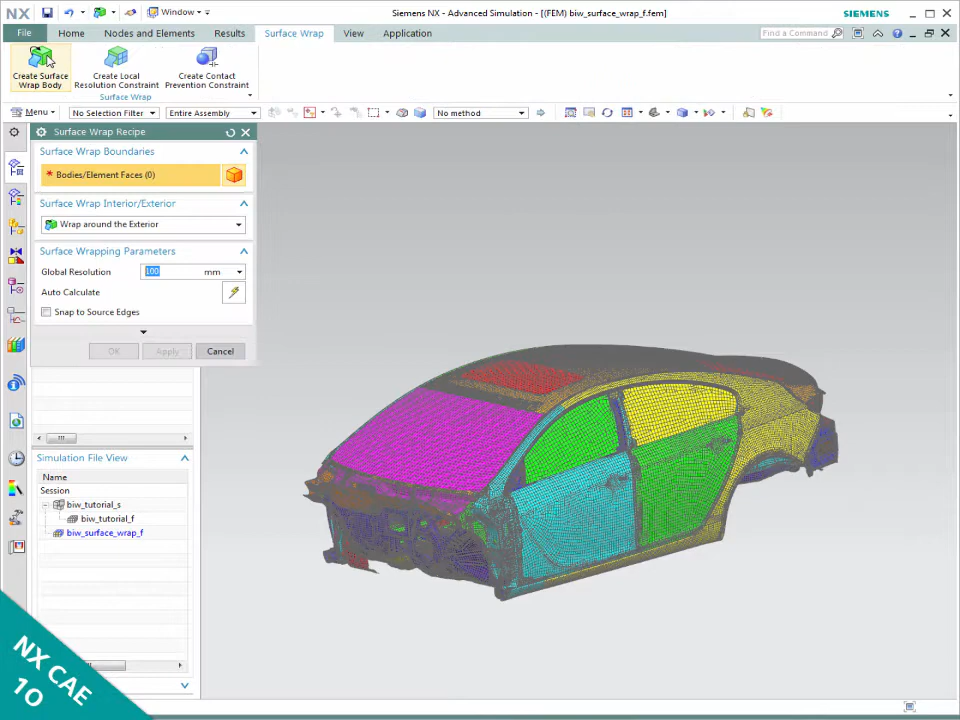 NX
Window
Siemens NX - Advanced Simulation - [(FEM) biw_surface_wrap_f.fem]
SIEMENS
File
Home
Nodes and Elements
Results
Surface Wrap
View
Application
Find a Command
Create Surface
Wrap Body
Create Local
Resolution Constraint
Create Contact
Prevention Constraint
Surface Wrap
Menu
No Selection Filter
Entire Assembly
No method
Surface Wrap Recipe
Surface Wrap Boundaries
* Bodies/Element Faces (0)
Surface Wrap Interior/Exterior
Wrap around the Exterior
Surface Wrapping Parameters
Global Resolution
100
mm
Auto Calculate
Snap to Source Edges
OK
Apply
Cancel
Simulation File View
Name
Session
biw_tutorial_s
biw_tutorial_f
biw_surface_wrap_f
NX CAE
10